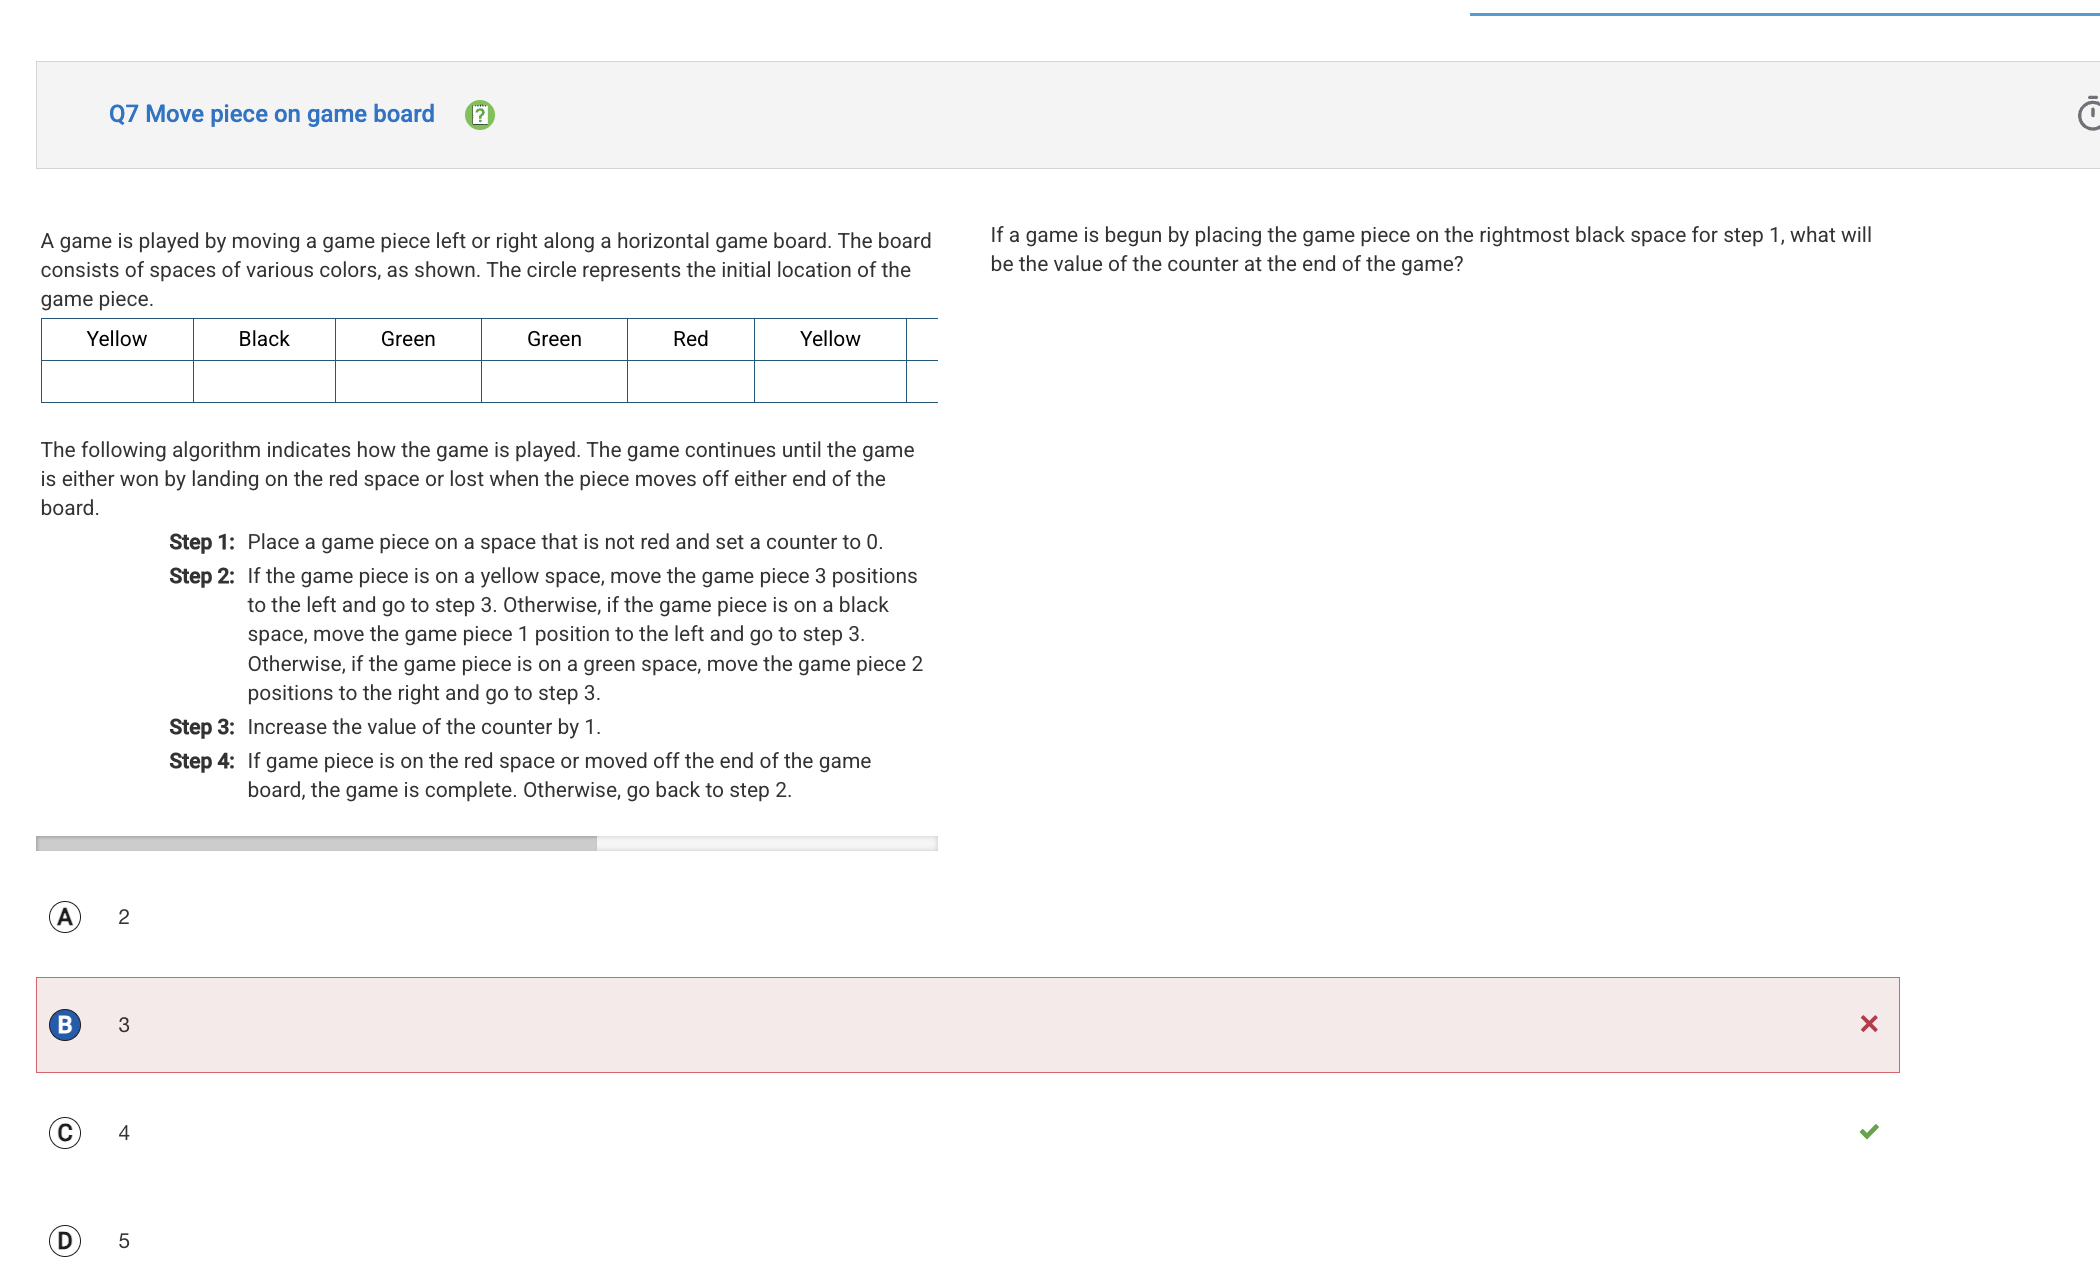 Q7 Move piece on game board
A game is played by moving a game piece left or right along a horizontal game board. The board
consists of spaces of various colors, as shown. The circle represents the initial location of the
game piece.
Yellow Black Green Green Red Yellow
The following algorithm indicates how the game is played. The game continues until the game
is either won by landing on the red space or lost when the piece moves off either end of the
board.
Step 1: Place a game piece on a space that is not red and set a counter to 0.
Step 2: If the game piece is on a yellow space, move the game piece 3 positions
to the left and go to step 3. Otherwise, if the game piece is on a black
space, move the game piece 1 position to the left and go to step 3.
Otherwise, if the game piece is on a green space, move the game piece 2
positions to the right and go to step 3.
Step 3: Increase the value of the counter by 1.
Step 4: If game piece is on the red space or moved off the end of the game
board, the game is complete. Otherwise, go back to step 2.
If a game is begun by placing the game piece on the rightmost black space for step 1, what will
be the value of the counter at the end of the game?
A 2
B 3
C 4
D 5